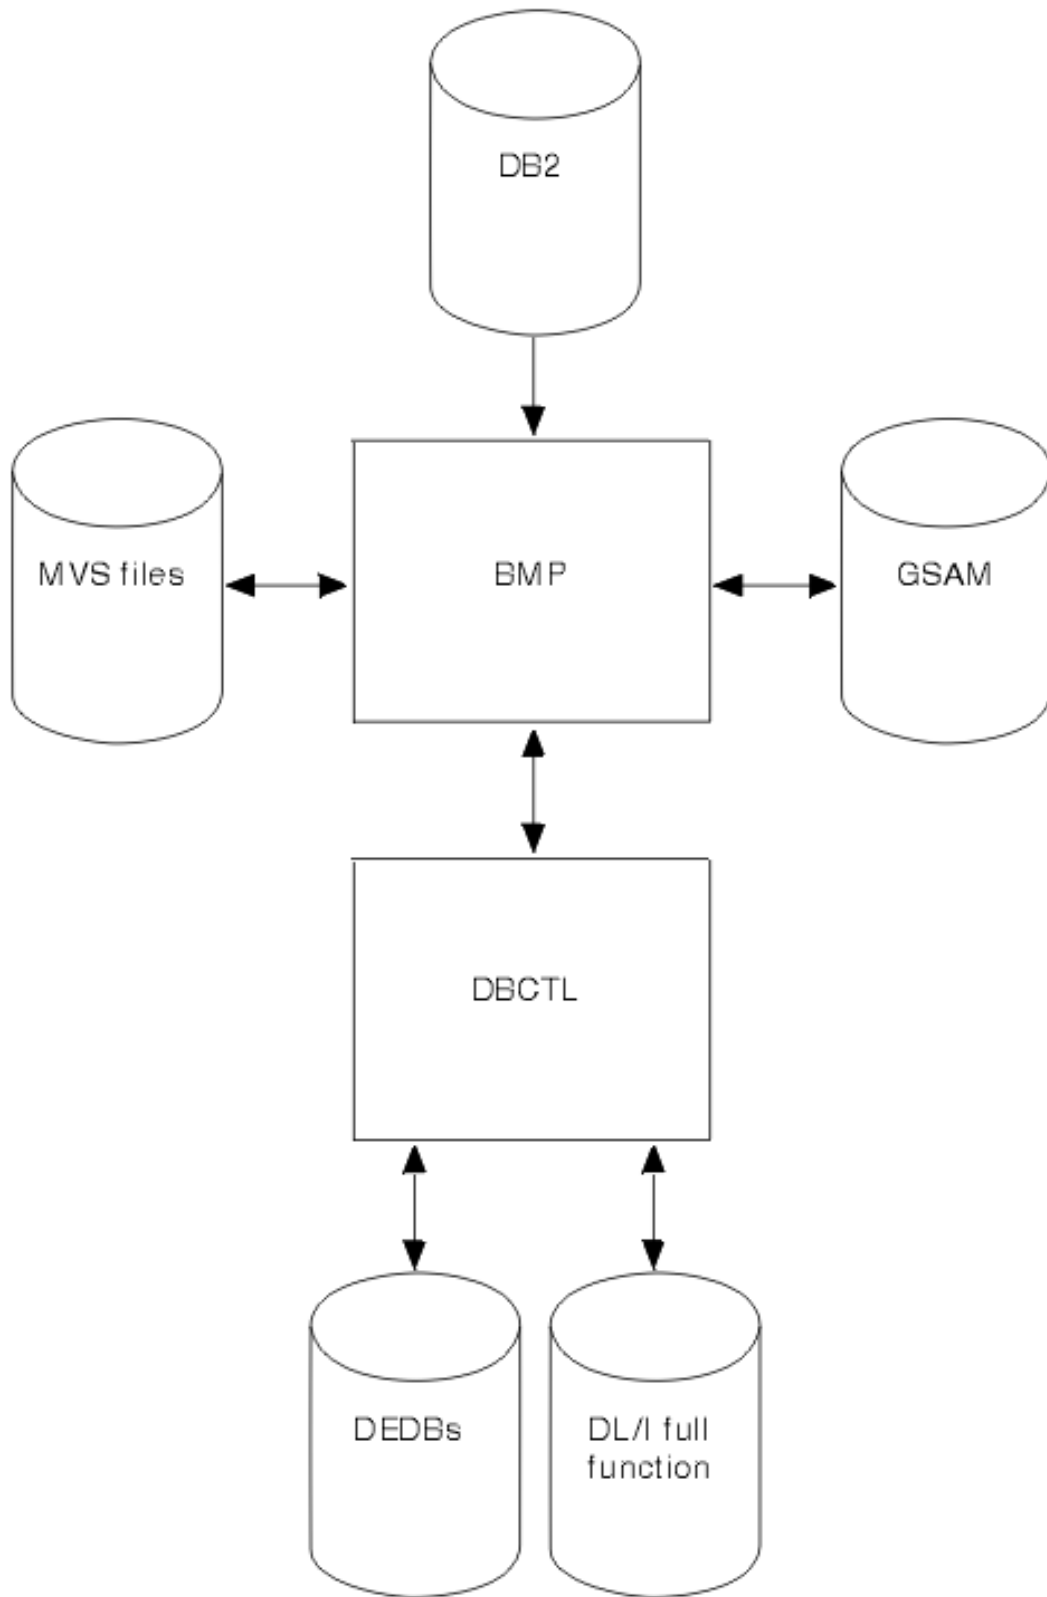 DB2
MVS files
BMP
GSAM
DBCTL
DEDBs
DL/I full
function